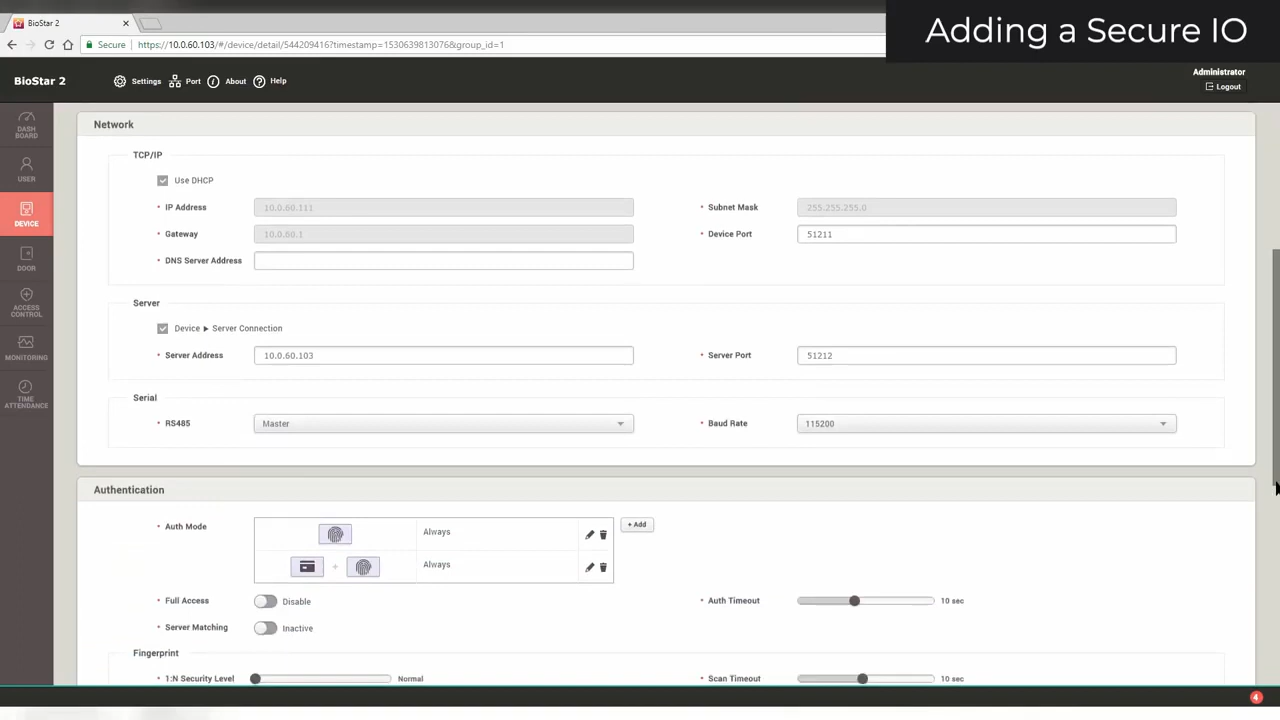 BioStar 2
Adding a Secure IO
Secure https://10.0.60.103/#/device/detail/544209416?timestamp=1530639813076&group_id=1
BioStar 2
Settings
Port
About
Help
Administrator
Logout
DASH BOARD
USER
DEVICE
DOOR
ACCESS CONTROL
MONITORING
TIME ATTENDANCE
Network
TCP/IP
Use DHCP
IP Address 10.0.60.111
Subnet Mask 255.255.255.0
Gateway 10.0.60.1
Device Port 51211
DNS Server Address
Server
Device ▸ Server Connection
Server Address 10.0.60.103
Server Port 51212
Serial
RS485 Master
Baud Rate 115200
Authentication
Auth Mode
Always
+ Add
+
Always
Full Access Disable
Auth Timeout 10 sec
Server Matching Inactive
Fingerprint
1:N Security Level Normal
Scan Timeout 10 sec
4